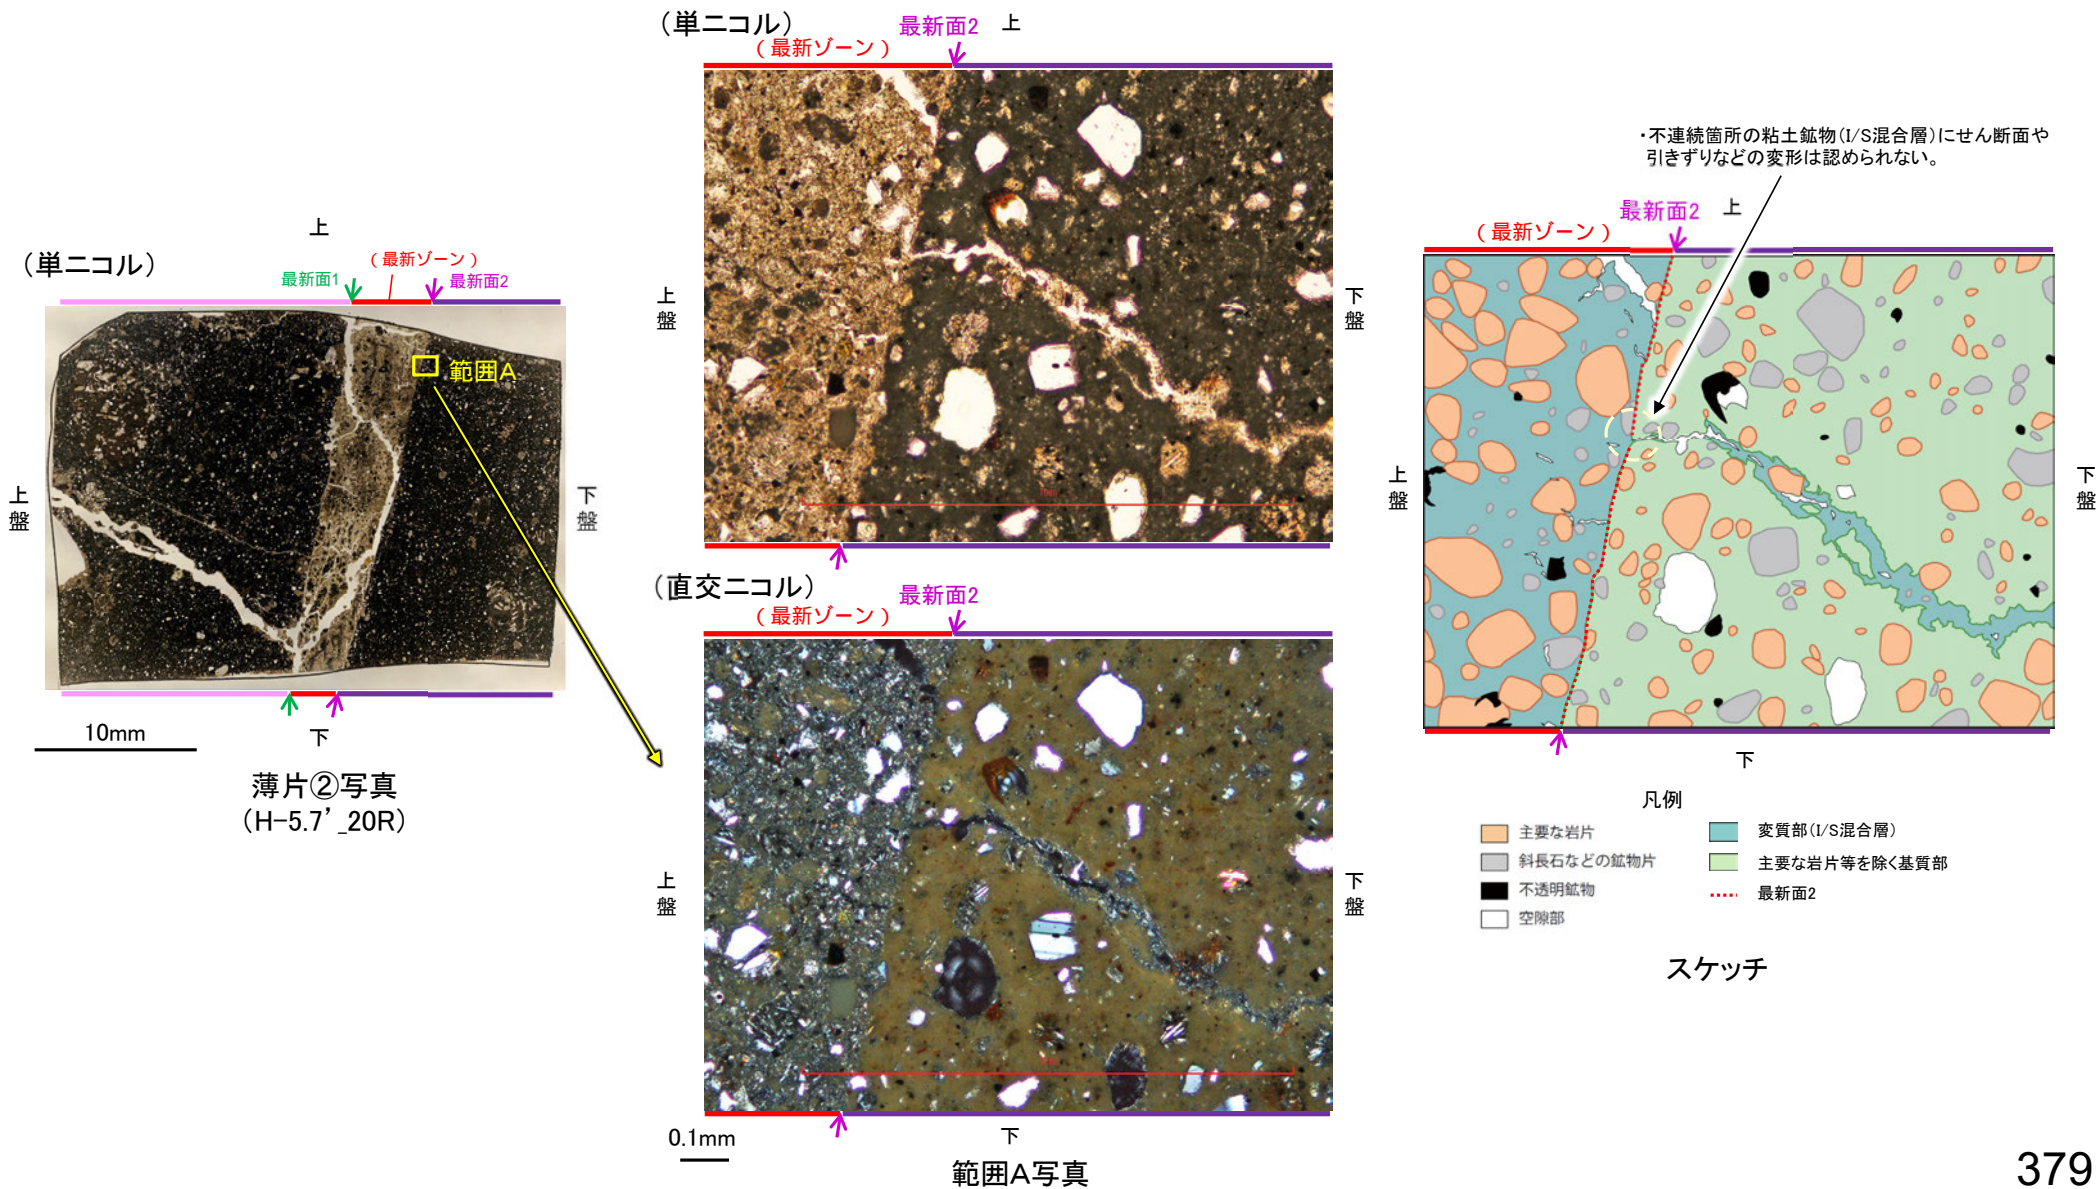 上
（単ニコル）
（最新ゾーン）
最新面1
最新面2
範囲A
上盤
下盤
10mm
下
薄片②写真
（H-5.7’_20R）
（単ニコル）
最新面2
上
（最新ゾーン）
上盤
下盤
（直交ニコル）
最新面2
（最新ゾーン）
上盤
下盤
0.1mm
下
範囲A写真
・不連続箇所の粘土鉱物(I/S混合層)にせん断面や
引きずりなどの変形は認められない。
最新面2
上
（最新ゾーン）
上盤
下盤
下
凡例
主要な岩片
斜長石などの鉱物片
不透明鉱物
空隙部
変質部(I/S混合層)
主要な岩片等を除く基質部
最新面2
スケッチ
379